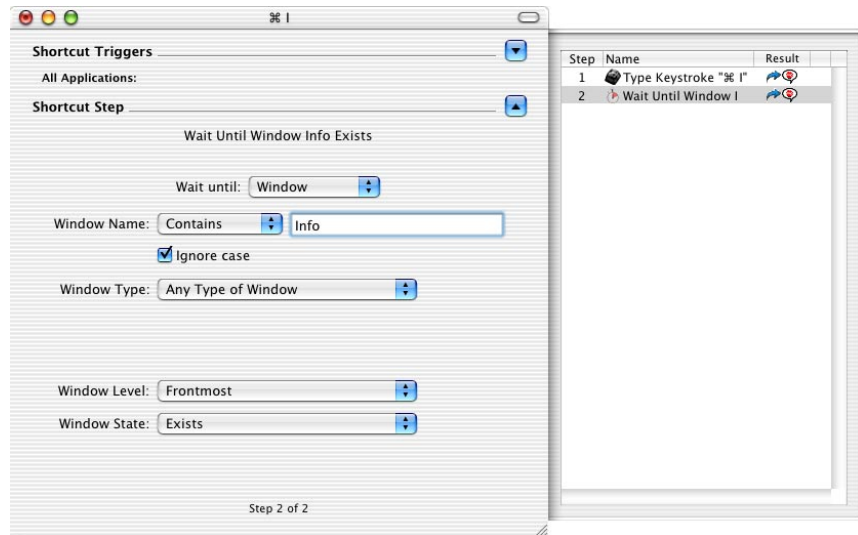 ⌘ I
Shortcut Triggers
All Applications:
Shortcut Step
Wait Until Window Info Exists
Wait until: Window
Window Name: Contains Info
Ignore case
Window Type: Any Type of Window
Window Level: Frontmost
Window State: Exists
Step 2 of 2
Step Name Result
1 Type Keystroke "⌘ I"
2 Wait Until Window I